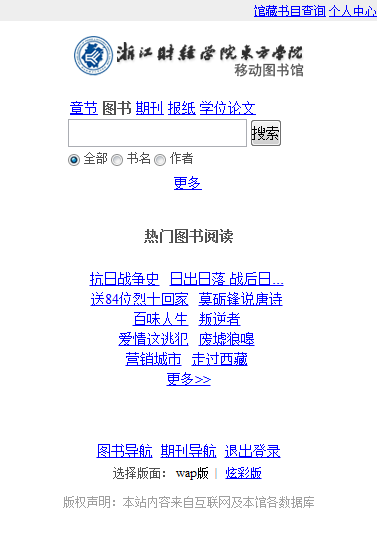 馆藏书目查询 个人中心
浙江财经学院东方学院
移动图书馆
章节 图书 期刊 报纸 学位论文
搜索
全部 书名 作者
更多
热门图书阅读
抗日战争史 日出日落 战后日...
送84位烈士回家 莫砺锋说唐诗
百味人生 叛逆者
爱情这逃犯 废墟狼嗥
营销城市 走过西藏
更多>>
图书导航 期刊导航 退出登录
选择版面： wap版 | 炫彩版
版权声明：本站内容来自互联网及本馆各数据库